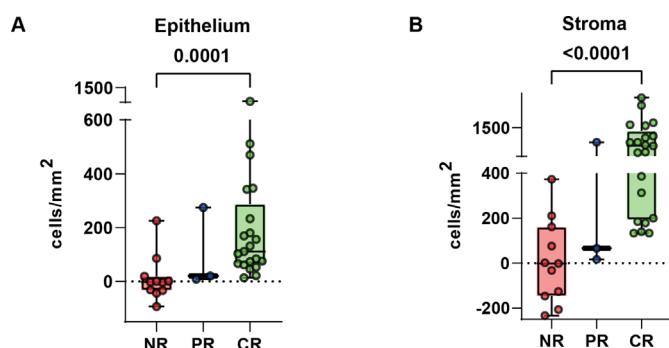 A
Epithelium
0.0001
1500
600
400
200
0
cells/mm2
NR PR CR
B
Stroma
<0.0001
1500
400
200
0
-200
cells/mm2
NR PR CR